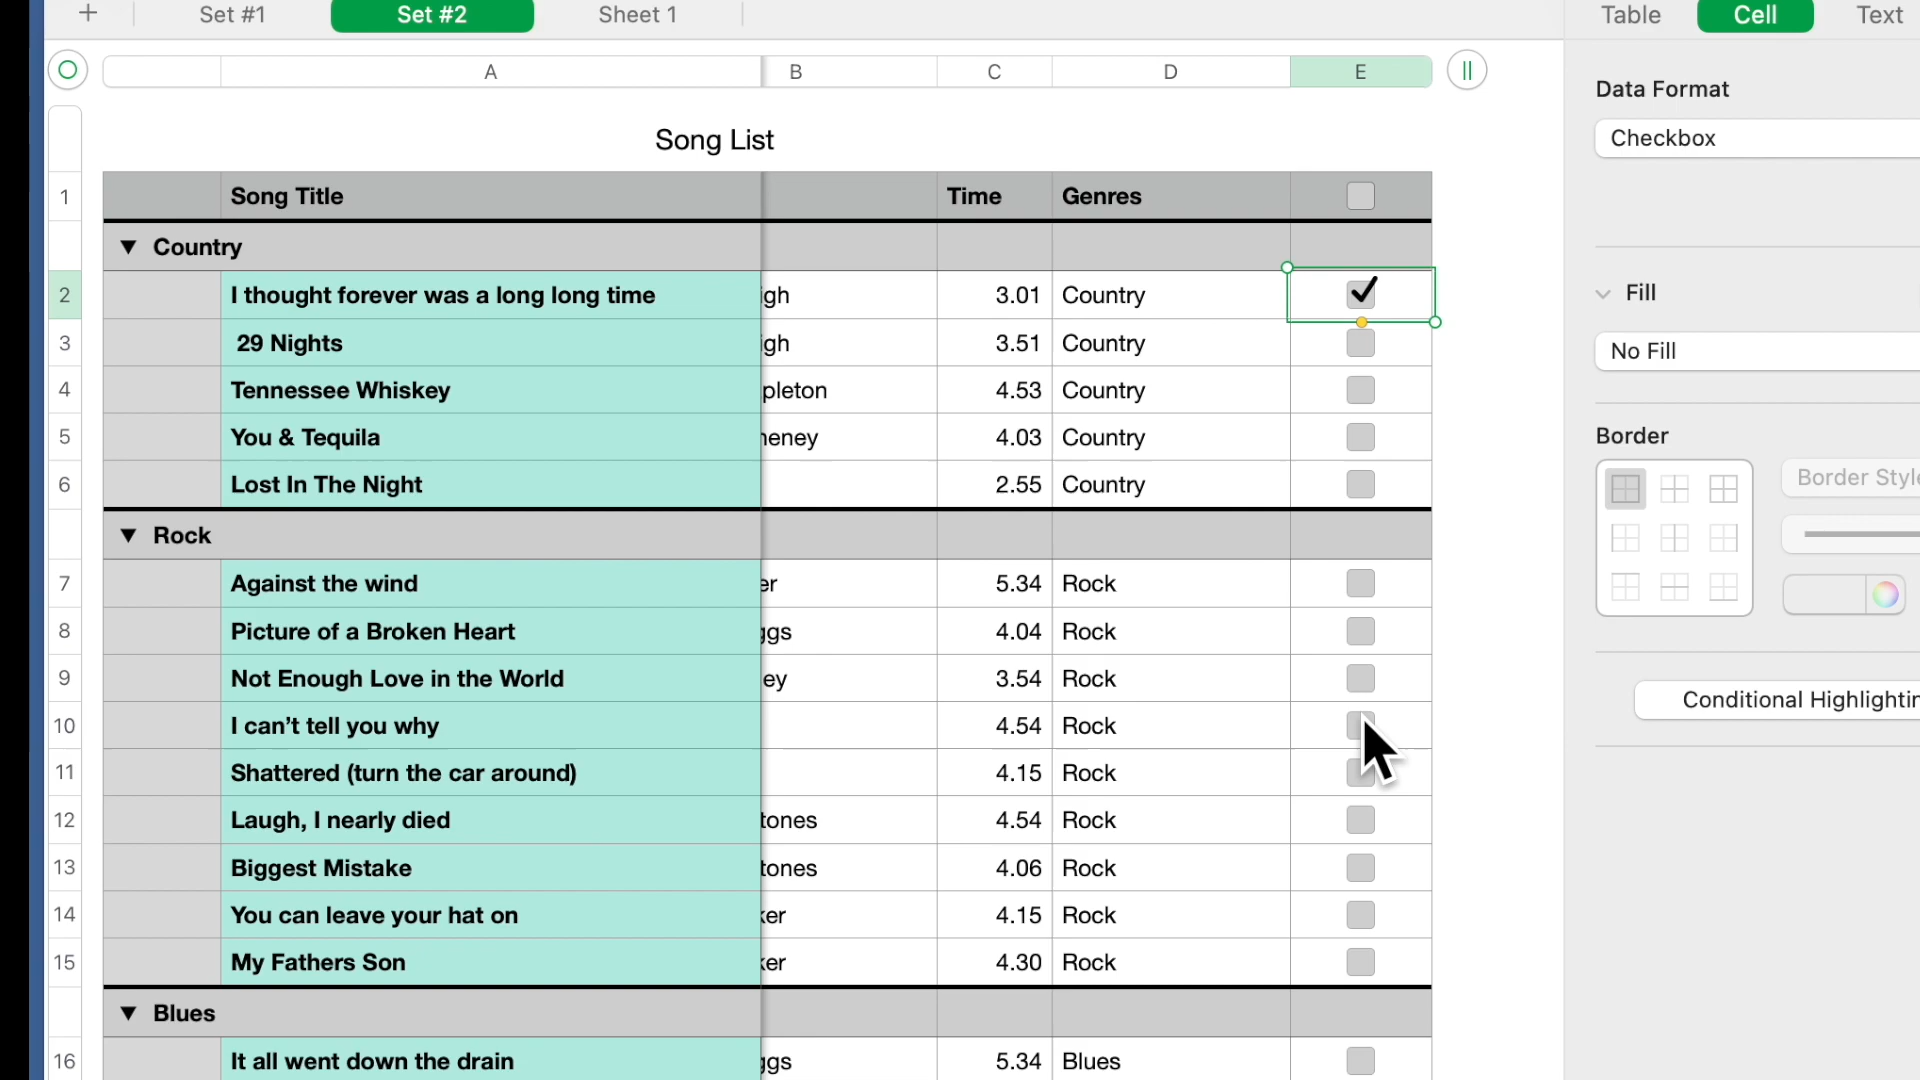 + Set #1 Set #2 Sheet 1 Table Cell Text
A B C D E
Data Format
Checkbox
Song List
1 Song Title Time Genres
▼ Country
2 I thought forever was a long long time igh 3.01 Country
Fill
3 29 Nights igh 3.51 Country
No Fill
4 Tennessee Whiskey pleton 4.53 Country
5 You & Tequila heney 4.03 Country
Border
6 Lost In The Night 2.55 Country
Border Style
▼ Rock
7 Against the wind er 5.34 Rock
8 Picture of a Broken Heart ggs 4.04 Rock
9 Not Enough Love in the World ey 3.54 Rock
Conditional Highlightin
10 I can’t tell you why 4.54 Rock
11 Shattered (turn the car around) 4.15 Rock
12 Laugh, I nearly died tones 4.54 Rock
13 Biggest Mistake tones 4.06 Rock
14 You can leave your hat on ker 4.15 Rock
15 My Fathers Son ker 4.30 Rock
▼ Blues
16 It all went down the drain ggs 5.34 Blues